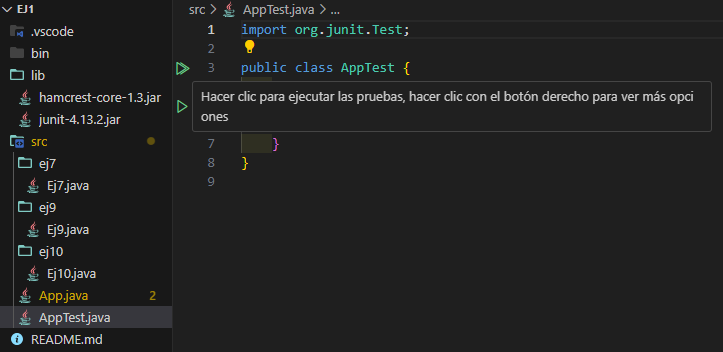 EJ1
.vscode
bin
lib
hamcrest-core-1.3.jar
junit-4.13.2.jar
src
ej7
Ej7.java
ej9
Ej9.java
ej10
Ej10.java
App.java 2
AppTest.java
README.md
src > AppTest.java > ...
1 import org.junit.Test;
2
3 public class AppTest {
Hacer clic para ejecutar las pruebas, hacer clic con el botón derecho para ver más opci
ones
7 }
8 }
9